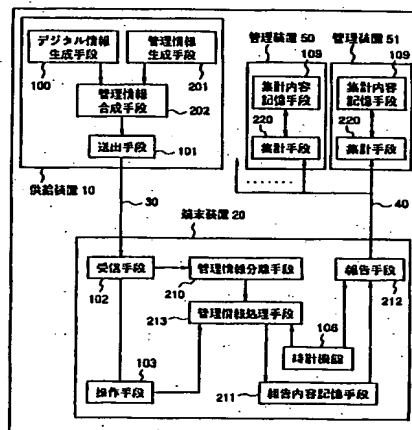 デジタル情報
生成手段
100
管理情報
生成手段
201
管理情報
合成手段
202
送出手段
101
供給装置 10
管理装置 50
109
集計内容
記憶手段
220
集計手段
管理装置 51
109
集計内容
記憶手段
220
集計手段
30
40
端末装置 20
受信手段
102
管理情報分離手段
210
報告手段
212
管理情報処理手段
213
106
時計機能
103
操作手段
211
報告内容記憶手段